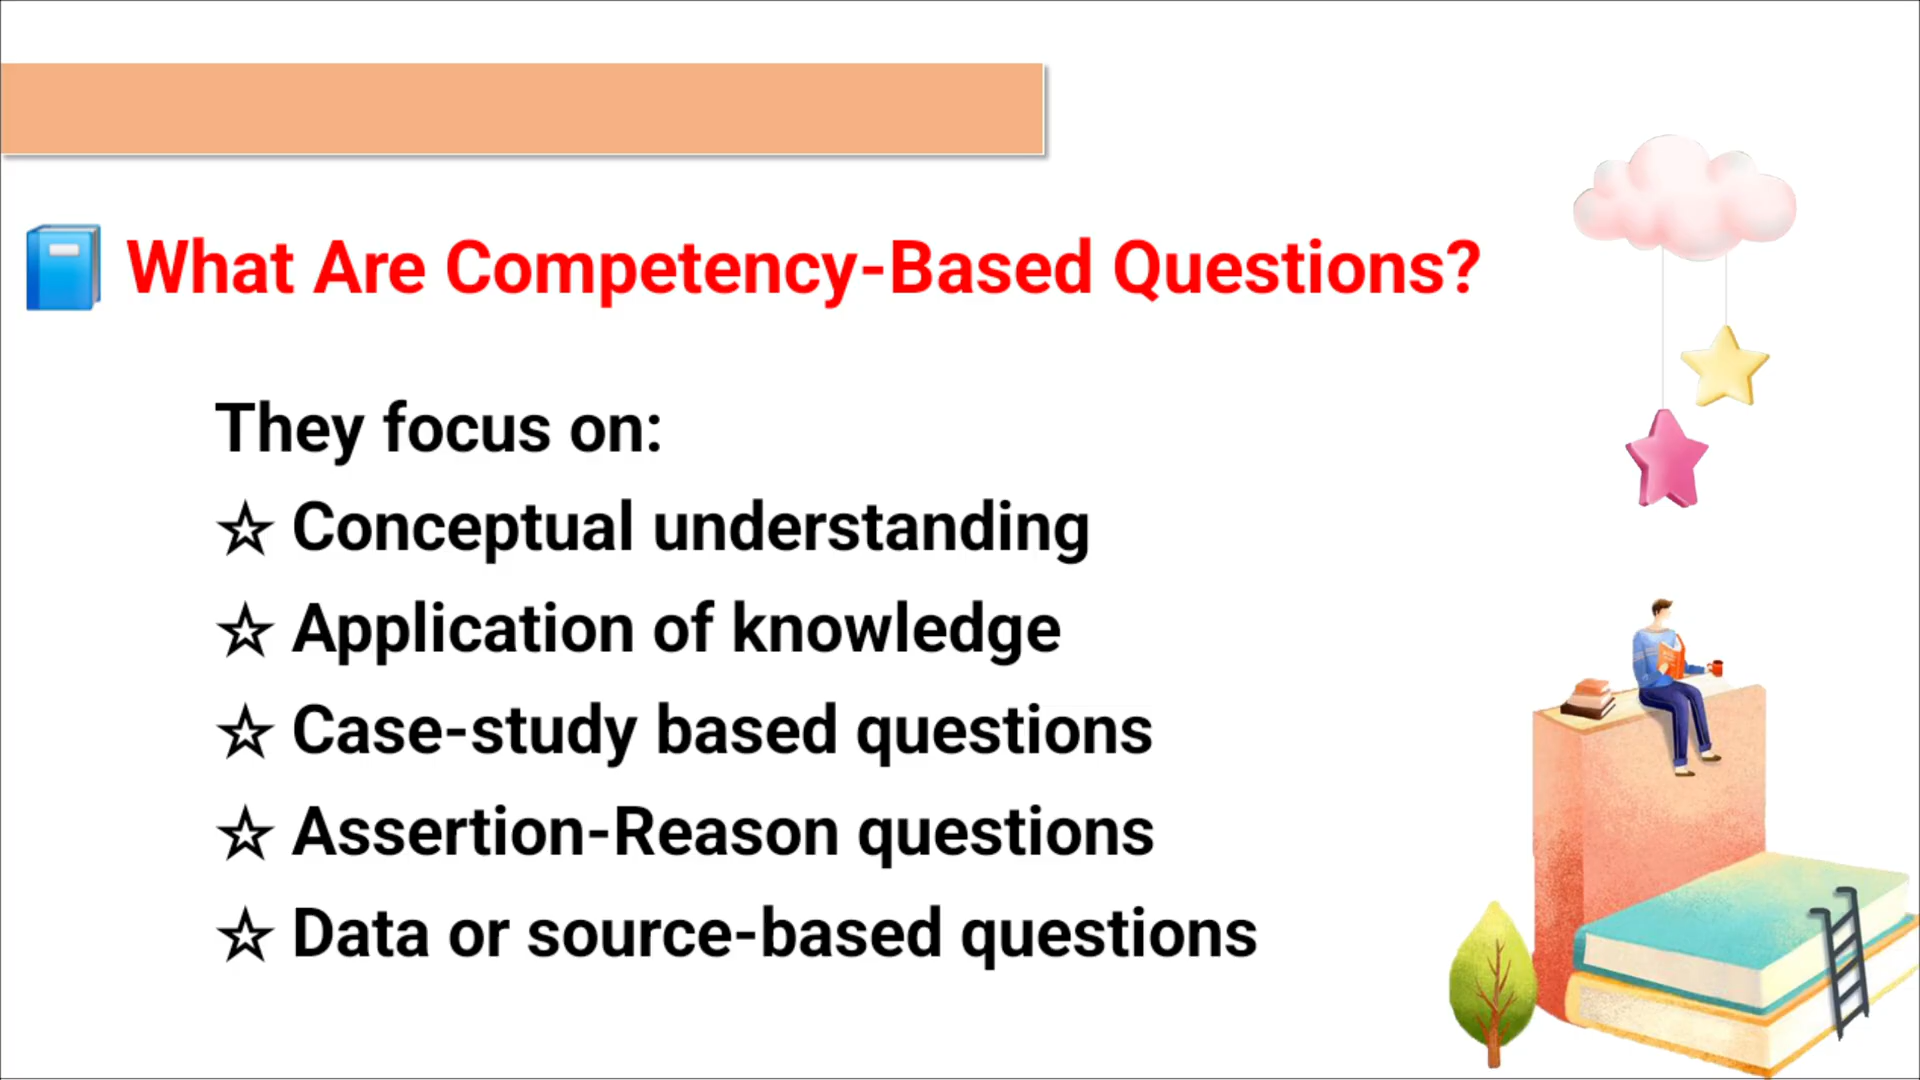 📘 What Are Competency-Based Questions?
They focus on:
☆ Conceptual understanding
☆ Application of knowledge
☆ Case-study based questions
☆ Assertion-Reason questions
☆ Data or source-based questions